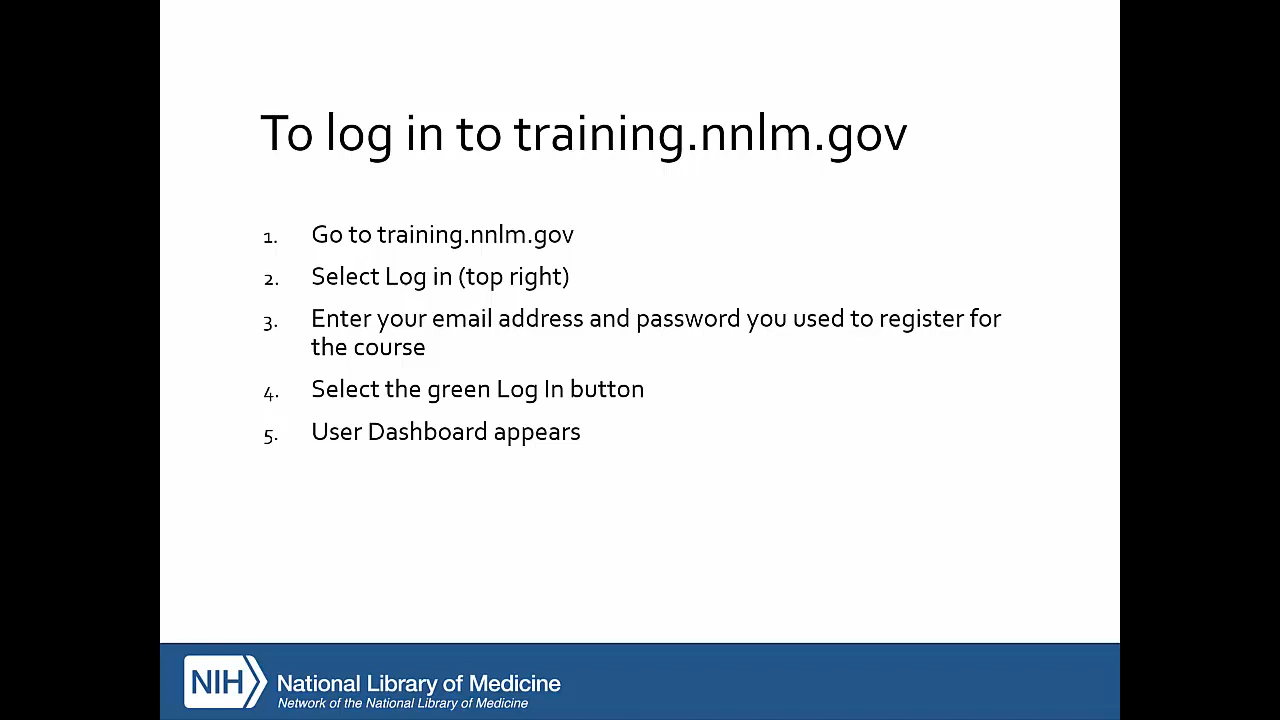 To log in to training.nnlm.gov
1. Go to training.nnlm.gov
2. Select Log in (top right)
3. Enter your email address and password you used to register for
the course
4. Select the green Log In button
5. User Dashboard appears
NIH National Library of Medicine
Network of the National Library of Medicine